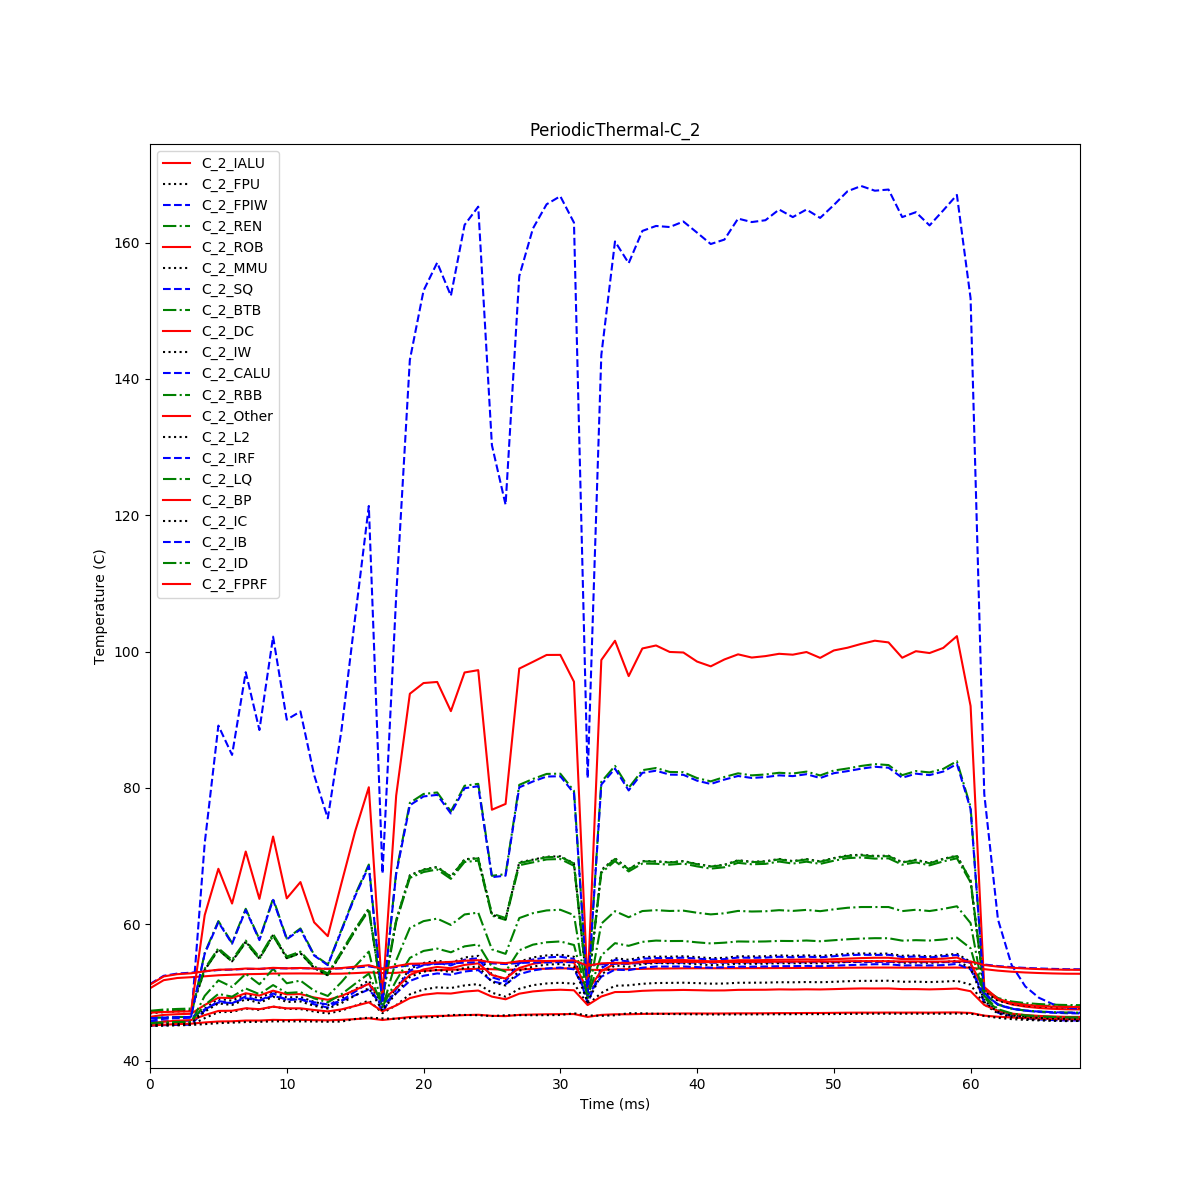 PeriodicThermal-C_2
C_2_IALU
C_2_FPU
C_2_FPIW
C_2_REN
C_2_ROB
C_2_MMU
C_2_SQ
C_2_BTB
C_2_DC
C_2_IW
C_2_CALU
C_2_RBB
C_2_Other
C_2_L2
C_2_IRF
C_2_LQ
C_2_BP
C_2_IC
C_2_IB
C_2_ID
C_2_FPRF
160
140
120
100
80
60
40
Temperature (C)
0 10 20 30 40 50 60
Time (ms)